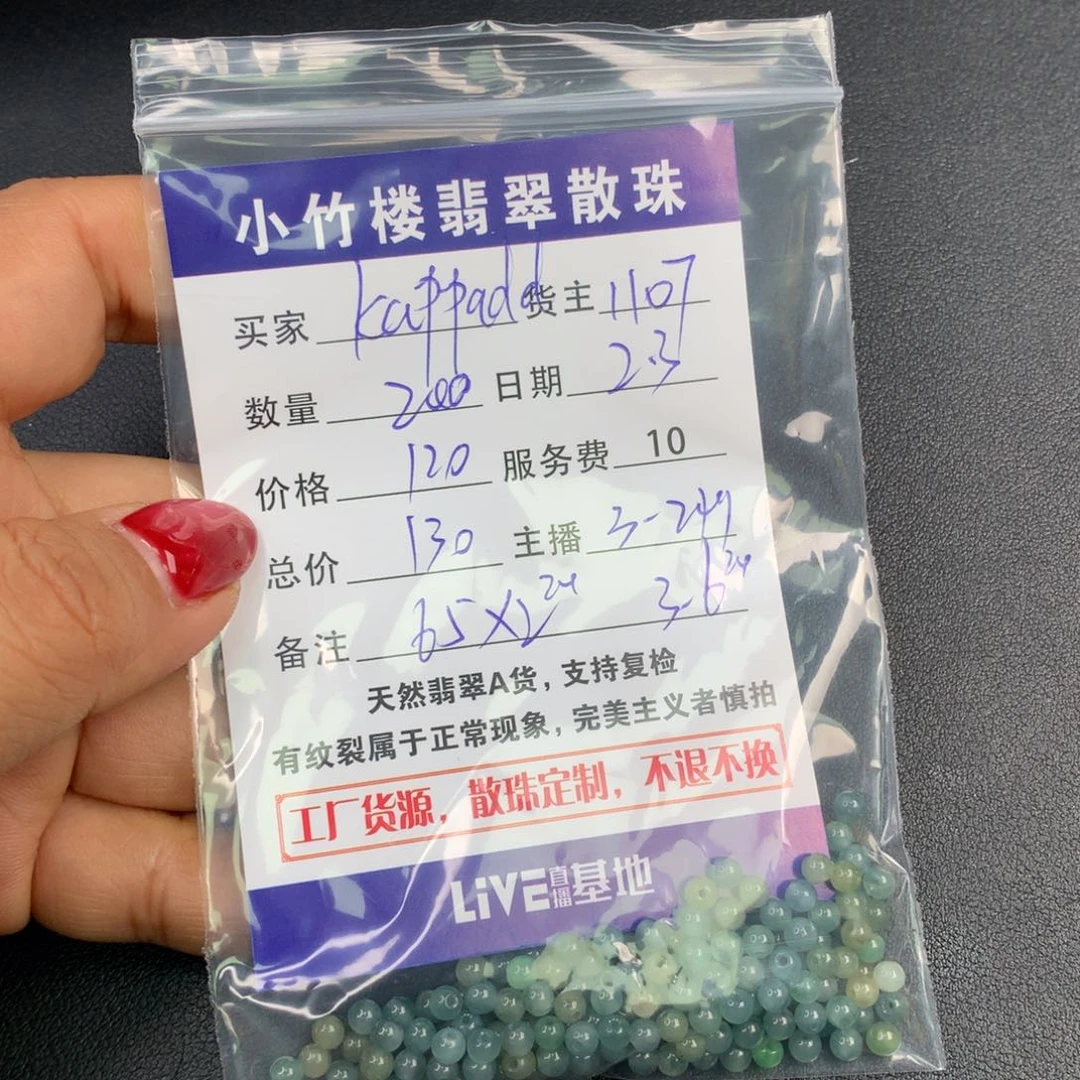 小竹楼翡翠散珠
买家 kappadd 货主 1107
数量 200 日期 2.3
价格 120 服务费 10
总价 130 主播
备注
天然翡翠A货，支持复检
有纹裂属于正常现象，完美主义者慎拍
工厂货源，散珠定制，不退不换
LiVE直播基地